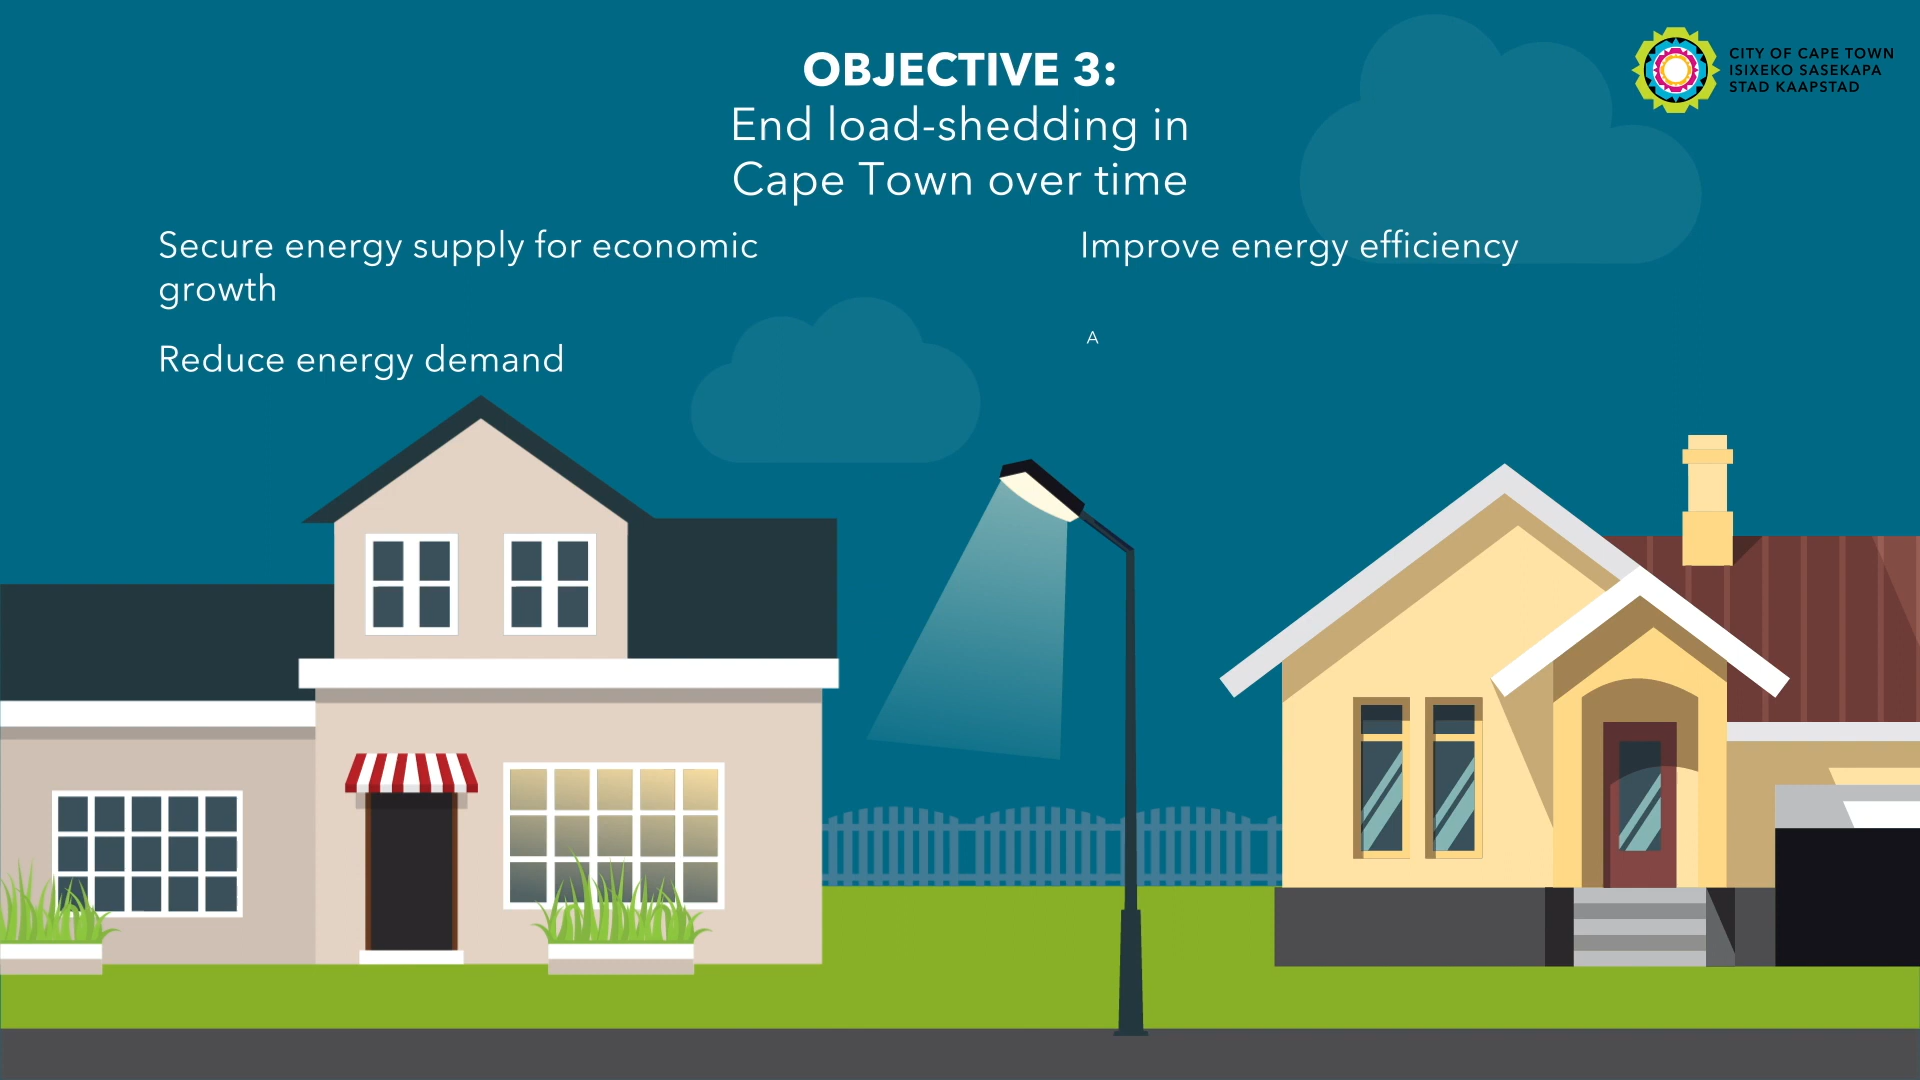 OBJECTIVE 3:
End load-shedding in
Cape Town over time
CITY OF CAPE TOWN
ISIXEKO SASEKAPA
STAD KAAPSTAD
Secure energy supply for economic
growth
Reduce energy demand
Improve energy efficiency
A